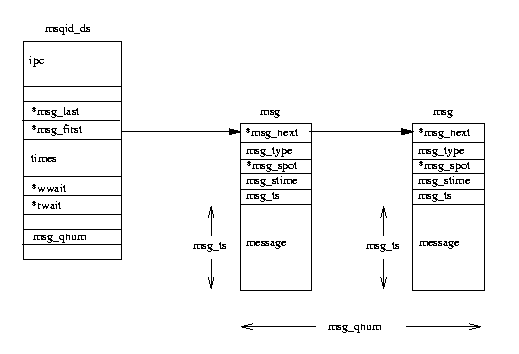 msqid_ds
ipc
*msg_last
*msg_first
times
*wwait
*rwait
msg_qnum
msg
*msg_next
msg_type
*msg_spot
msg_stime
msg_ts
message
msg_ts
msg
*msg_next
msg_type
*msg_spot
msg_stime
msg_ts
message
msg_ts
msg_qnum